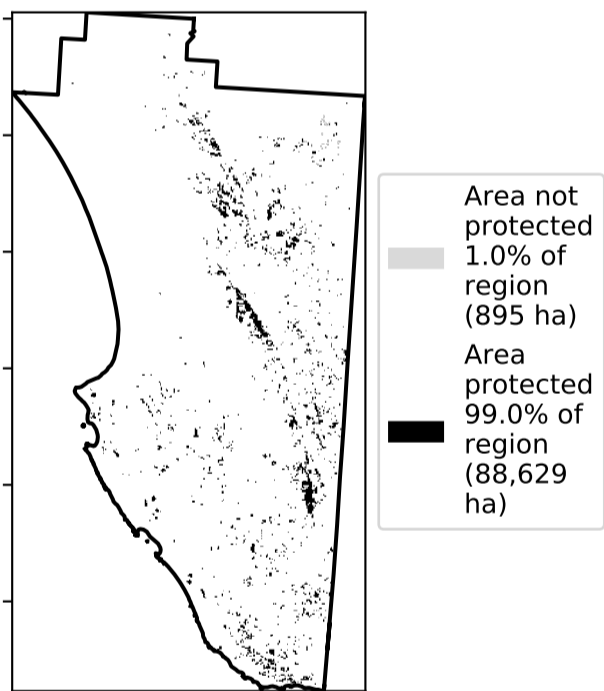 Area not
protected
1.0% of
region
(895 ha)
Area
protected
99.0% of
region
(88,629
ha)